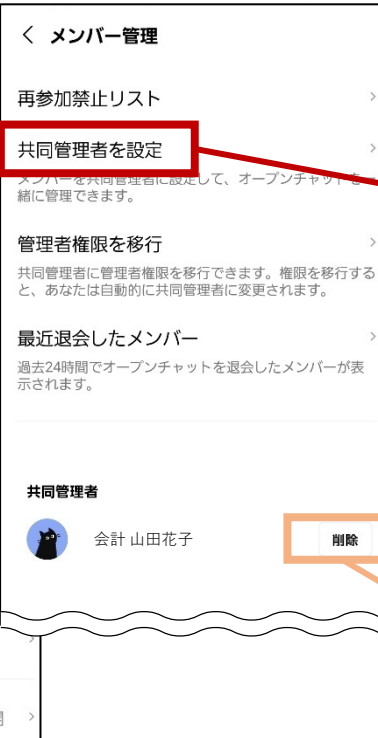 メンバー管理
再参加禁止リスト
共同管理者を設定
メンバーを共同管理者に設定して、オープンチャットを一
緒に管理できます。
管理者権限を移行
共同管理者に管理者権限を移行できます。権限を移行する
と、あなたは自動的に共同管理者に変更されます。
最近退会したメンバー
過去24時間でオープンチャットを退会したメンバーが表
示されます。
共同管理者
会計 山田花子
削除